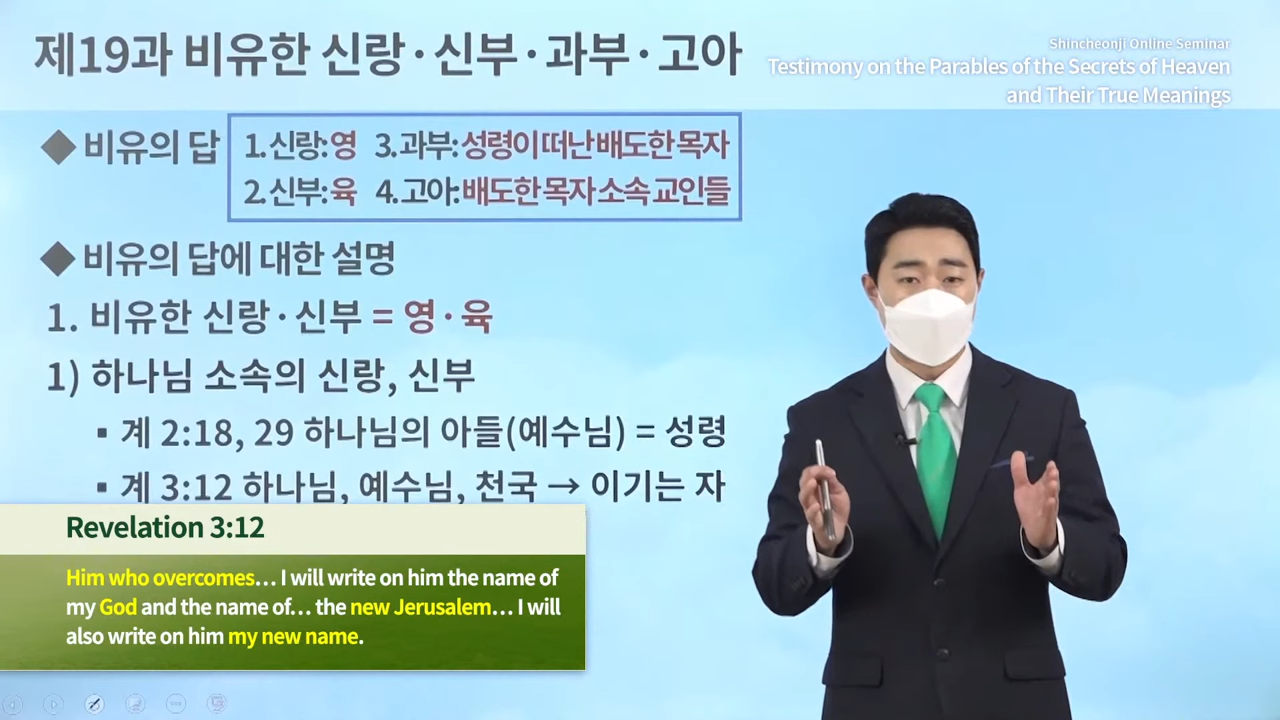 제19과 비유한 신랑·신부·과부·고아
Shincheonji Online Seminar
Testimony on the Parables of the Secrets of Heaven
and Their True Meanings
◆ 비유의 답
1. 신랑: 영 3. 과부: 성령이 떠난 배도한 목자
2. 신부: 육 4. 고아: 배도한 목자 소속 교인들
◆ 비유의 답에 대한 설명
1. 비유한 신랑·신부 = 영·육
1) 하나님 소속의 신랑, 신부
▪ 계 2:18, 29 하나님의 아들(예수님) = 성령
▪ 계 3:12 하나님, 예수님, 천국 → 이기는 자
Revelation 3:12
Him who overcomes… I will write on him the name of
my God and the name of… the new Jerusalem… I will
also write on him my new name.